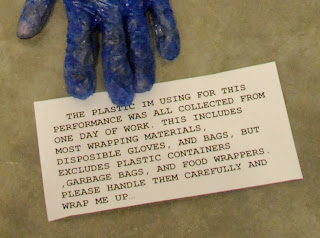 THE PLASTIC IM USING FOR THIS
PERFORMANCE WAS ALL COLLECTED FROM
ONE DAY OF WORK. THIS INCLUDES
MOST WRAPPING MATERIALS,
DISPOSIBLE GLOVES, AND BAGS, BUT
EXCLUDES PLASTIC CONTAINERS
,GARBAGE BAGS, AND FOOD WRAPPERS.
PLEASE HANDLE THEM CAREFULLY AND
WRAP ME UP…